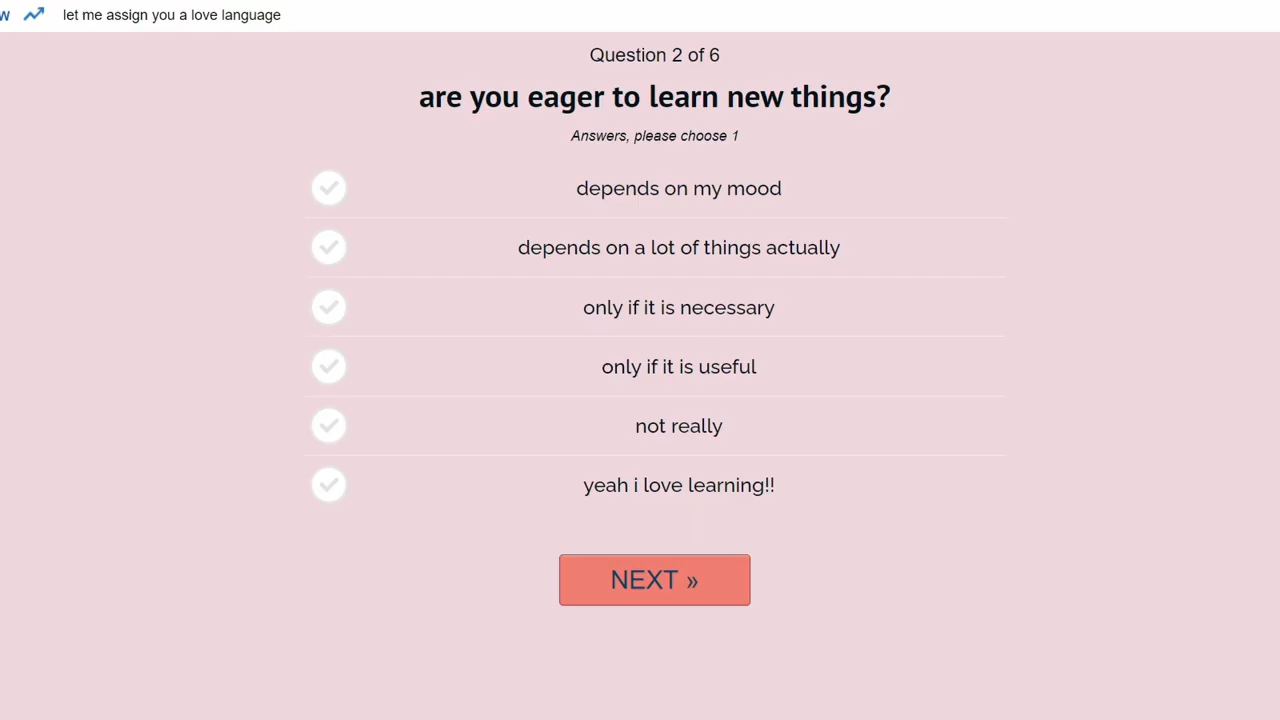 let me assign you a love language
Question 2 of 6
are you eager to learn new things?
Answers, please choose 1
depends on my mood
depends on a lot of things actually
only if it is necessary
only if it is useful
not really
yeah i love learning!!
NEXT »